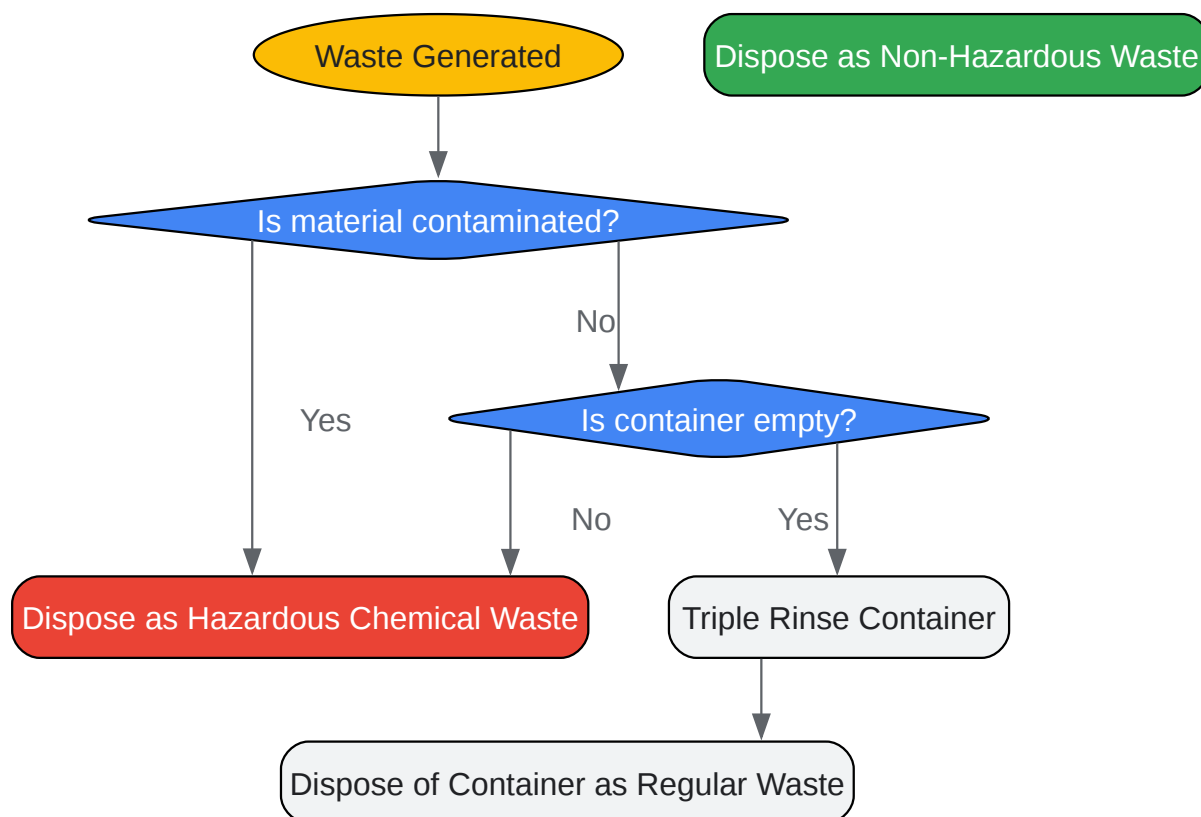 Waste Generated
Dispose as Non-Hazardous Waste
Is material contaminated?
No
Yes
Is container empty?
No
Yes
Dispose as Hazardous Chemical Waste
Triple Rinse Container
Dispose of Container as Regular Waste